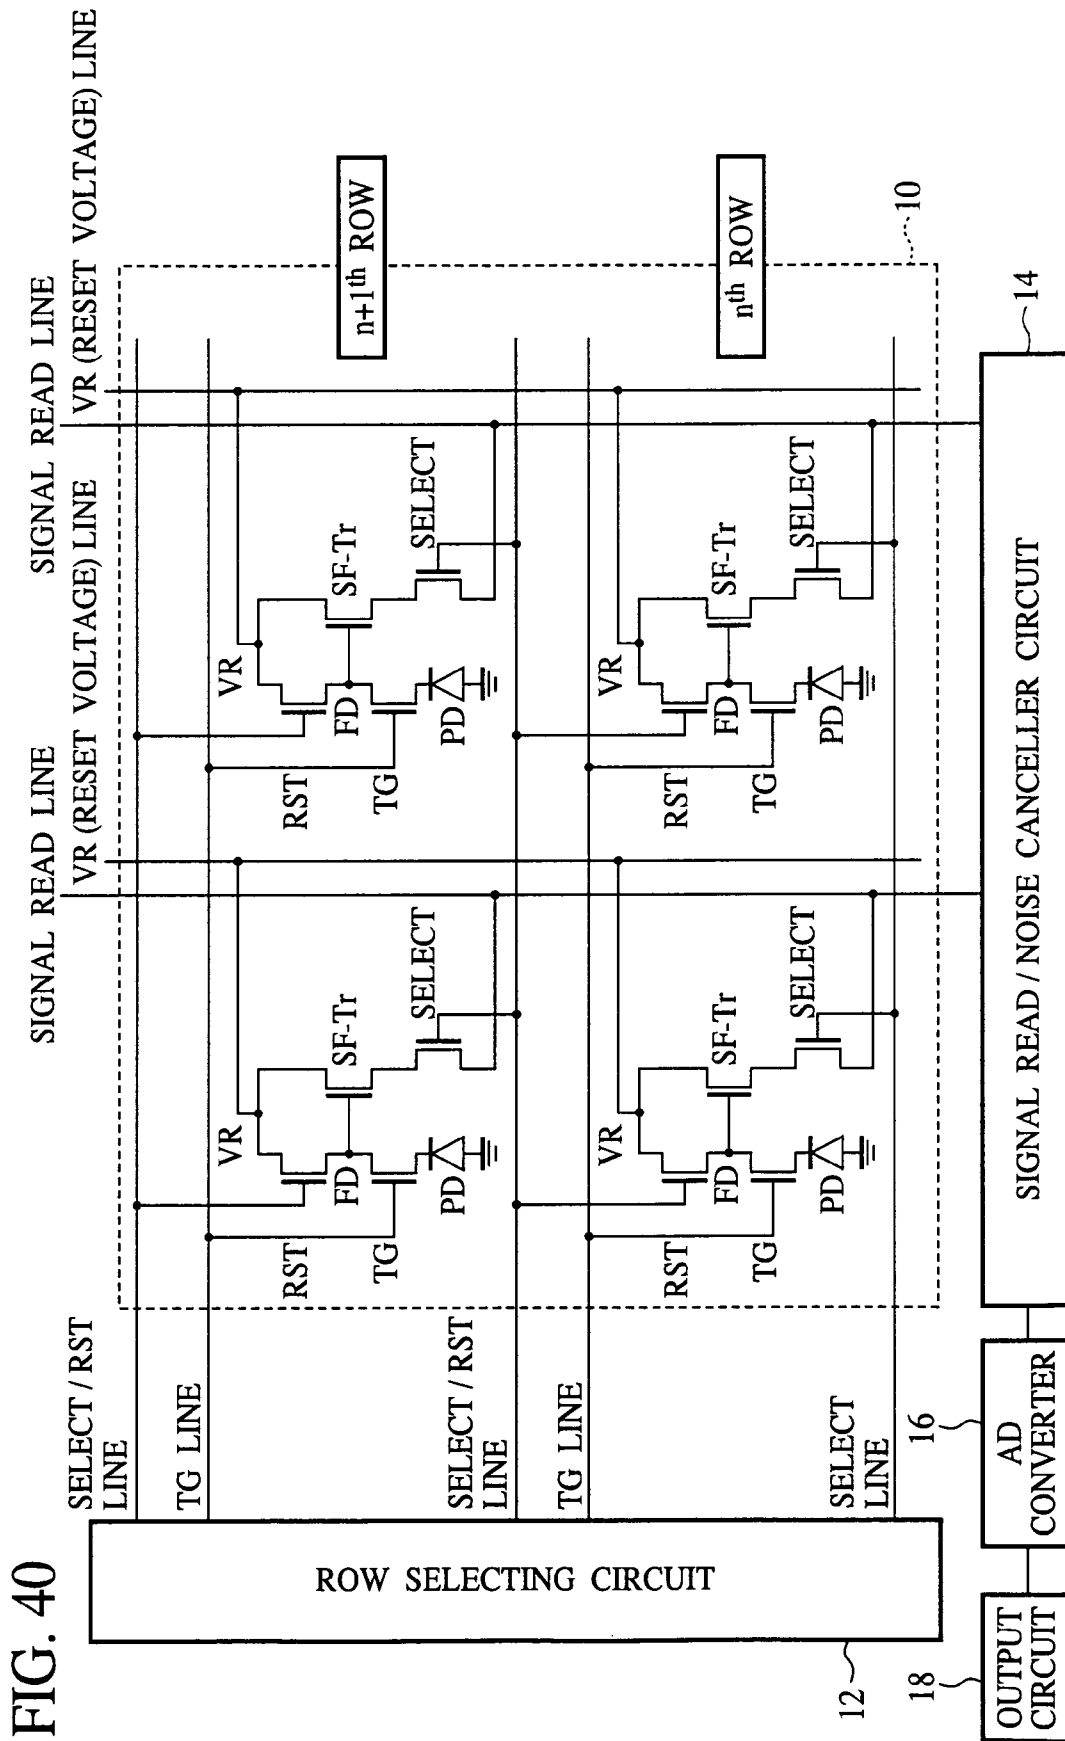 FIG. 40
SIGNAL READ LINE
VR (RESET VOLTAGE) LINE
SIGNAL READ LINE
VR (RESET VOLTAGE) LINE
SELECT / RST
LINE
TG LINE
VR
RST
FD
SF-Tr
TG
PD
SELECT
VR
RST
FD
SF-Tr
TG
PD
SELECT
n+1th ROW
SELECT / RST
LINE
TG LINE
VR
RST
FD
SF-Tr
TG
PD
SELECT
VR
RST
FD
SF-Tr
TG
PD
SELECT
nth ROW
SELECT
LINE
10
ROW SELECTING CIRCUIT
12
14
16
18
OUTPUT
CIRCUIT
AD
CONVERTER
SIGNAL READ / NOISE CANCELLER CIRCUIT